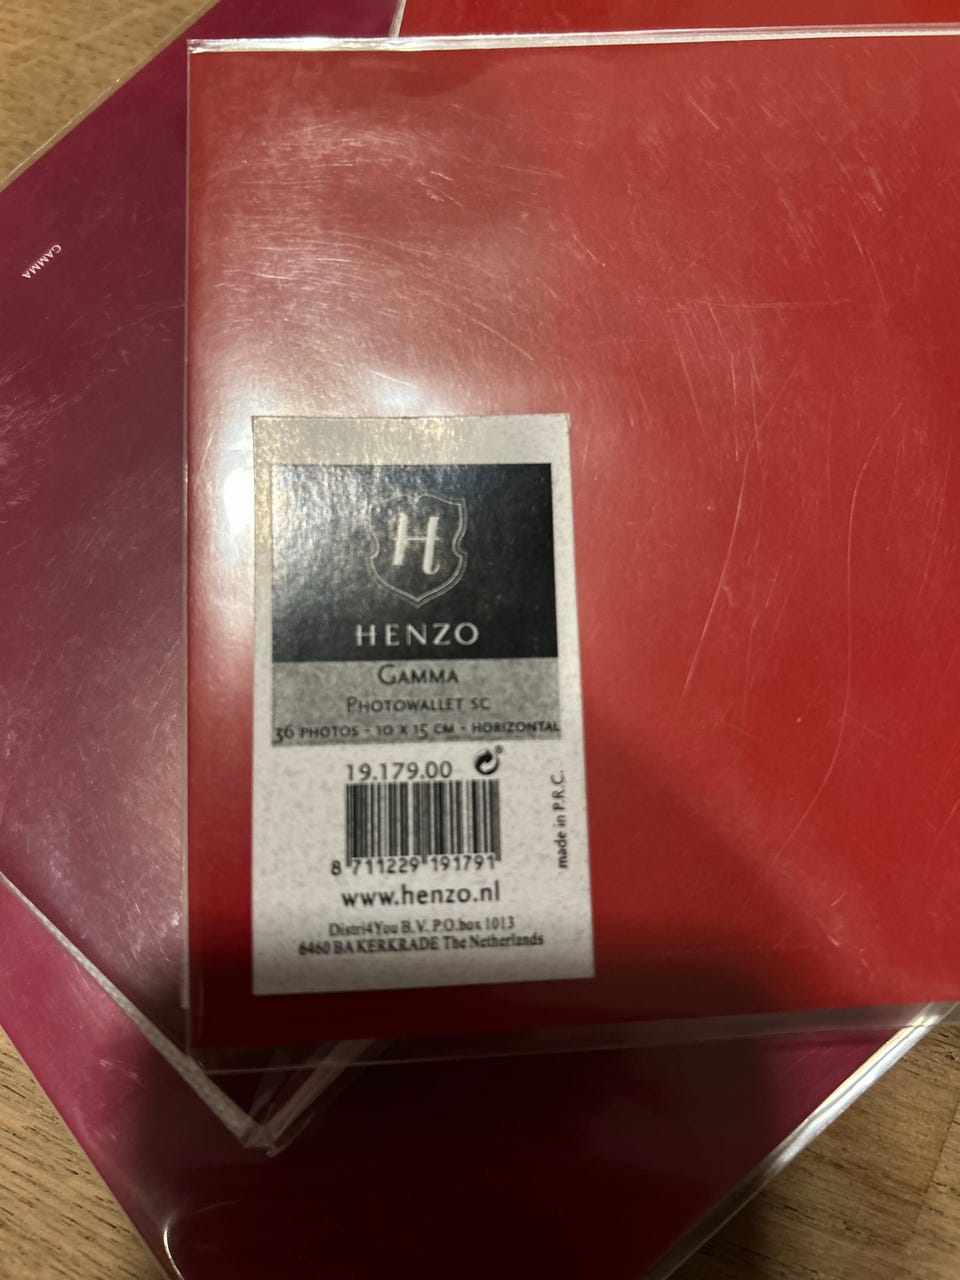 GAMMA
H
HENZO
GAMMA
PHOTOWALLET SC
36 PHOTOS - 10 X 15 CM - HORIZONTAL
19.179.00
8 711229 191791
made in P.R.C.
www.henzo.nl
Distri4You B.V. P.O.box 1013
6460 BA KERKRADE The Netherlands